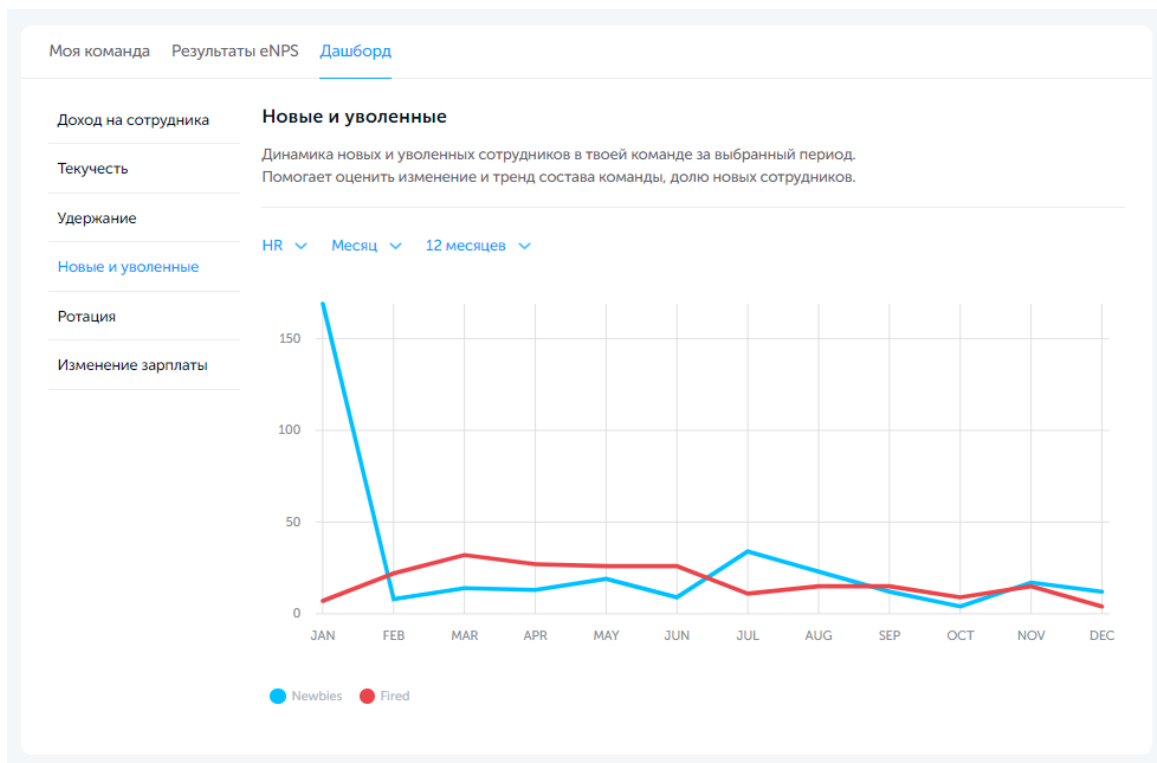 Моя команда Результаты eNPS Дашборд
Доход на сотрудника
Текучесть
Удержание
Новые и уволенные
Ротация
Изменение зарплаты
Новые и уволенные
Динамика новых и уволенных сотрудников в твоей команде за выбранный период.
Помогает оценить изменение и тренд состава команды, долю новых сотрудников.
HR Месяц 12 месяцев
150
100
50
0
JAN FEB MAR APR MAY JUN JUL AUG SEP OCT NOV DEC
Newbies Fired